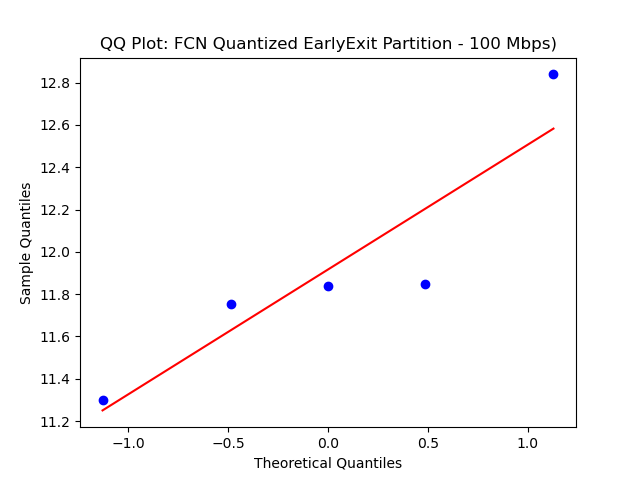 QQ Plot: FCN Quantized EarlyExit Partition - 100 Mbps)
12.8
12.6
12.4
12.2
12.0
11.8
11.6
11.4
11.2
Sample Quantiles
−1.0 −0.5 0.0 0.5 1.0
Theoretical Quantiles